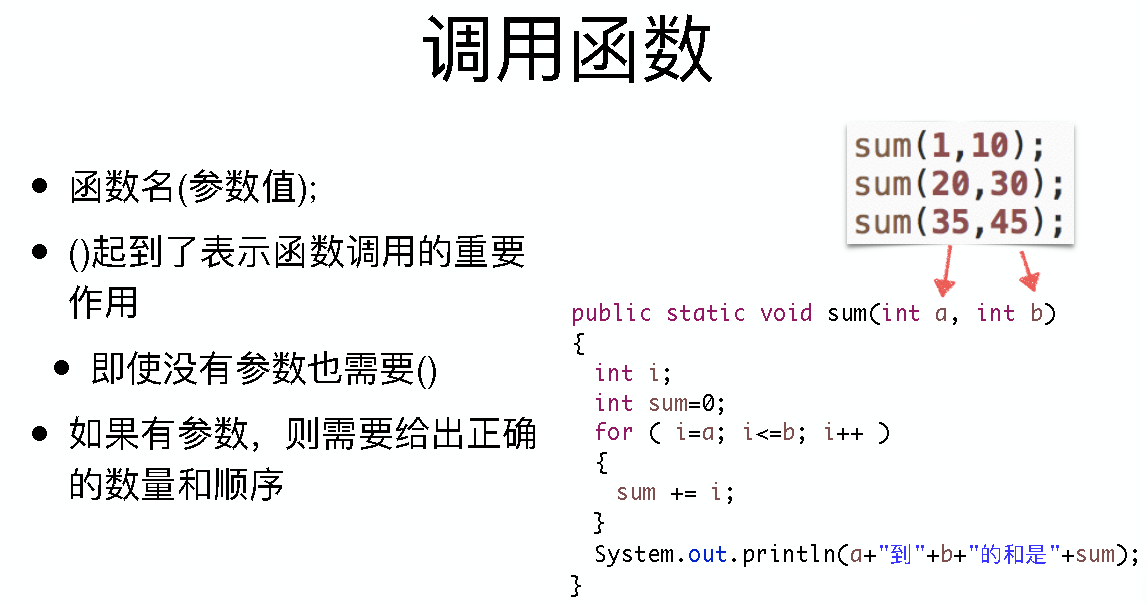 调用函数
函数名(参数值);
()起到了表示函数调用的重要
作用
即使没有参数也需要()
如果有参数，则需要给出正确
的数量和顺序
sum(1,10);
sum(20,30);
sum(35,45);
public static void sum(int a, int b)
{
int i;
int sum=0;
for ( i=a; i<=b; i++ )
{
sum += i;
}
System.out.println(a+"到"+b+"的和是"+sum);
}